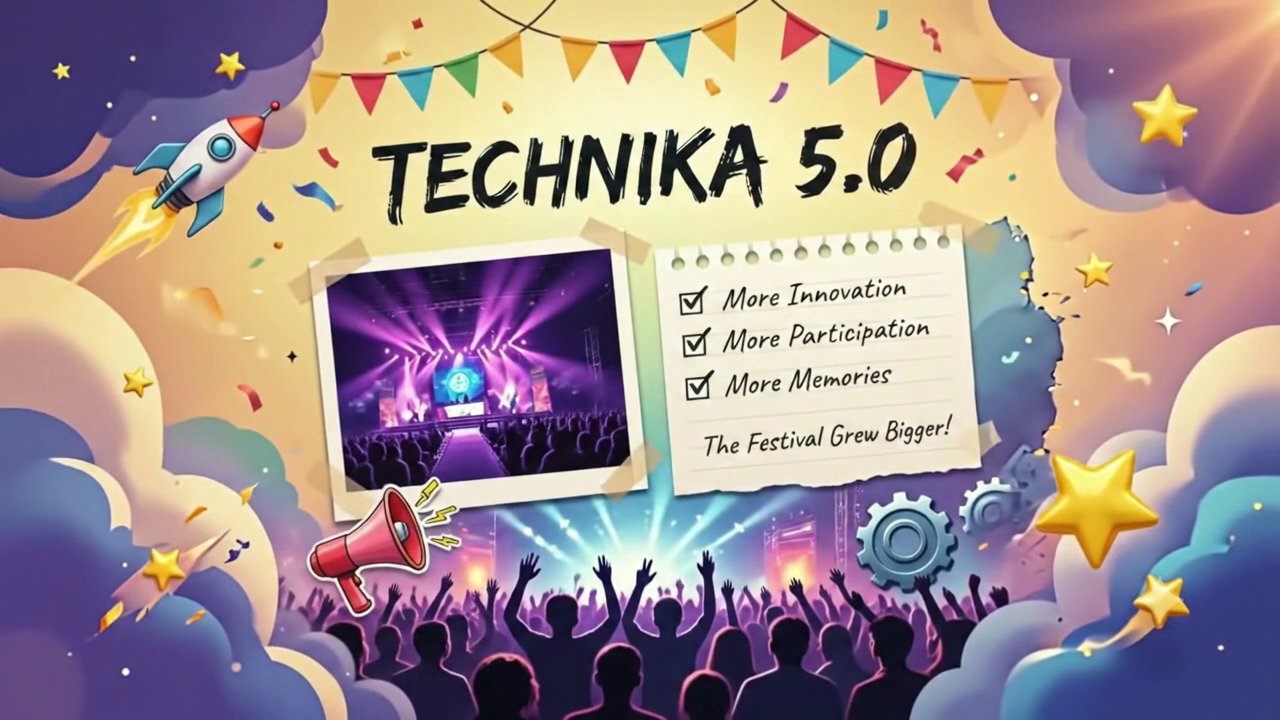 TECHNIKA 5.0
More Innovation
More Participation
More Memories
The Festival Grew Bigger!